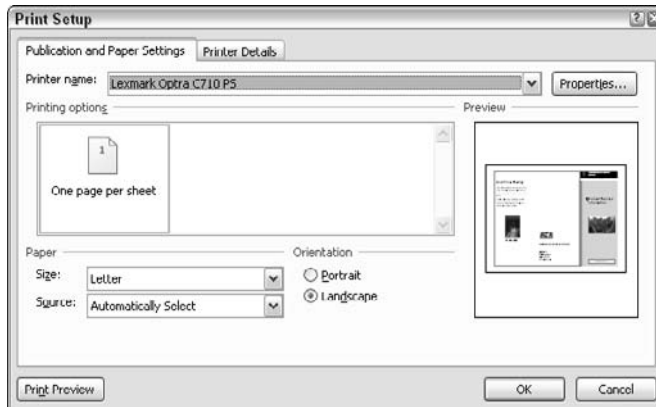 Print Setup
Publication and Paper Settings
Printer Details
Printer name:
Lexmark Optra C710 PS
Properties...
Printing options
Preview
1
One page per sheet
Paper
Orientation
Size:
Letter
Portrait
Source:
Automatically Select
Landscape
Print Preview
OK
Cancel